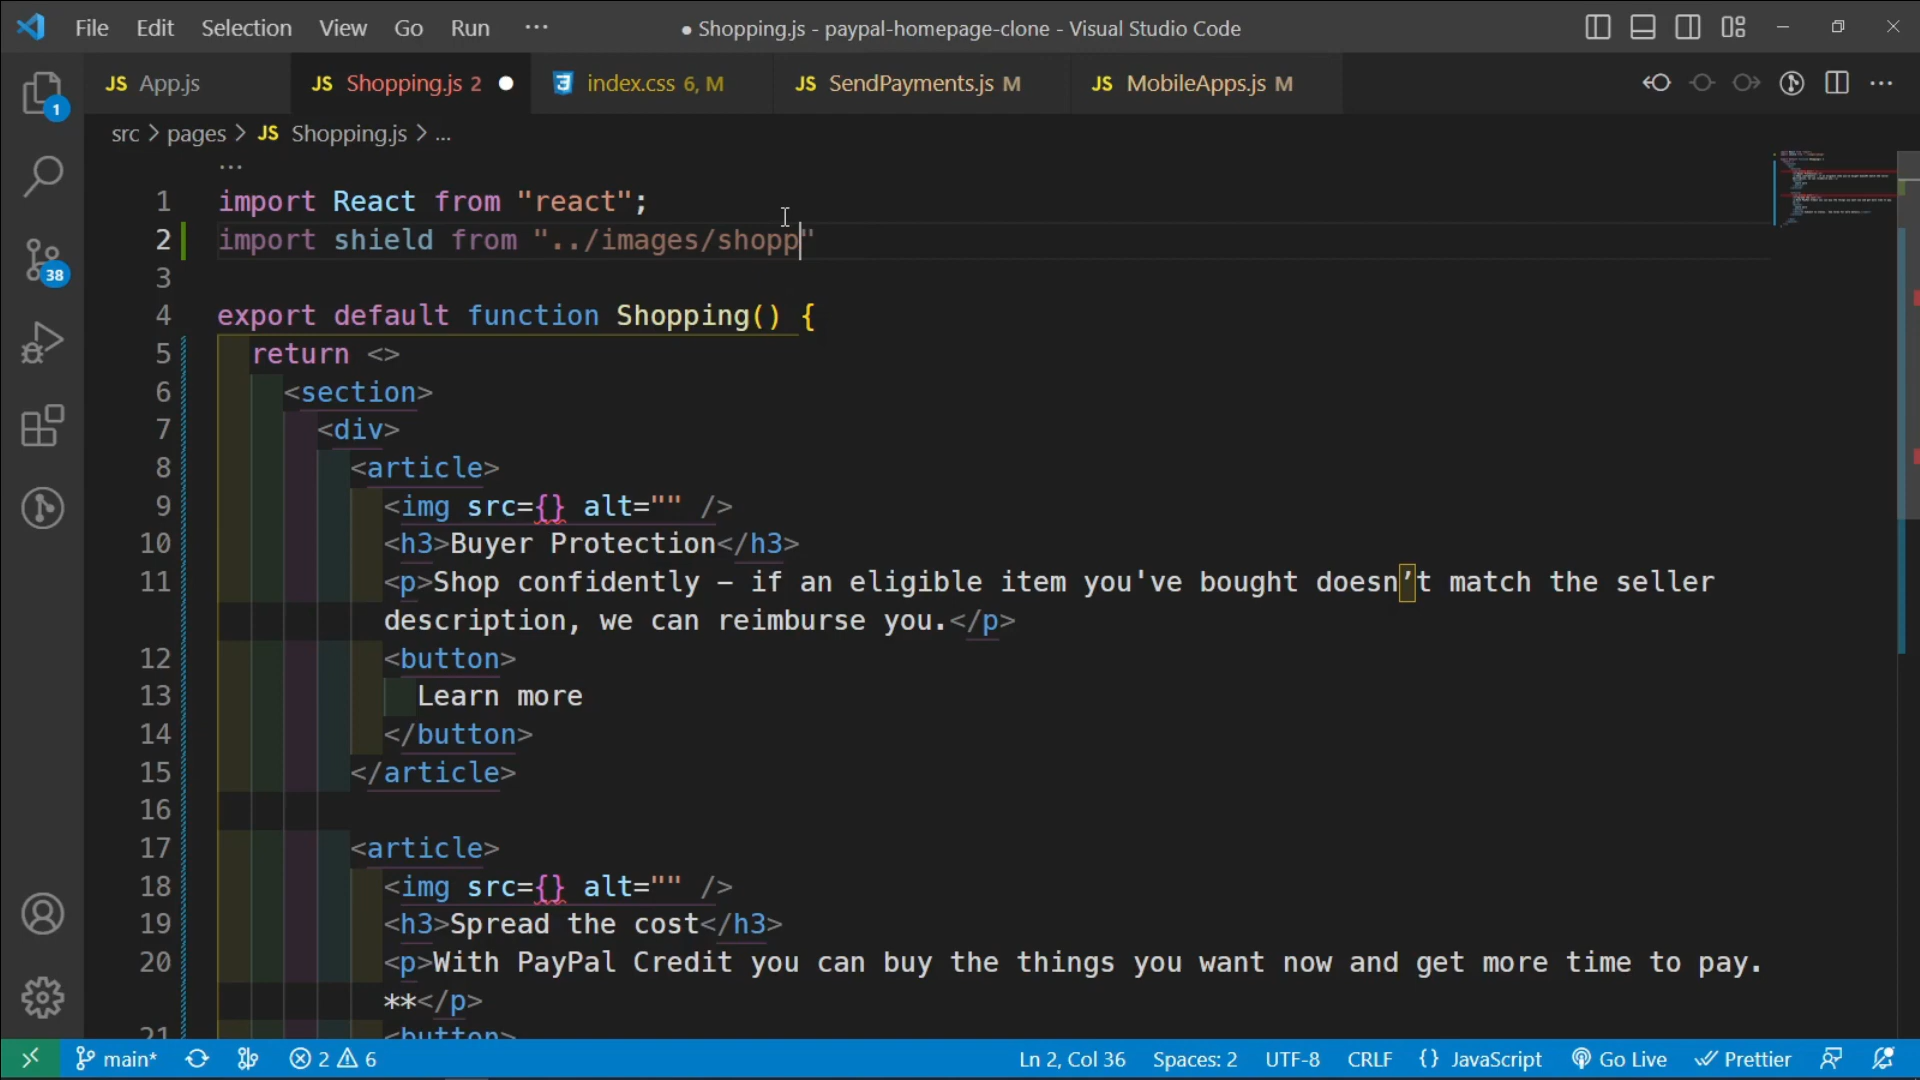 File Edit Selection View Go Run ··· ● Shopping.js - paypal-homepage-clone - Visual Studio Code
JS App.js JS Shopping.js 2 ● index.css 6, M JS SendPayments.js M JS MobileApps.js M
1
src > pages > JS Shopping.js > ...
...
1 import React from "react";
2 import shield from "../images/shopp"
3
4 export default function Shopping() {
5 return <>
6 <section>
7 <div>
8 <article>
9 <img src={} alt="" />
10 <h3>Buyer Protection</h3>
11 <p>Shop confidently – if an eligible item you've bought doesn’t match the seller
description, we can reimburse you.</p>
12 <button>
13 Learn more
14 </button>
15 </article>
16
17 <article>
18 <img src={} alt="" />
19 <h3>Spread the cost</h3>
20 <p>With PayPal Credit you can buy the things you want now and get more time to pay.
**</p>
21 <button>
38
main* 2 6 Ln 2, Col 36 Spaces: 2 UTF-8 CRLF {} JavaScript Go Live Prettier